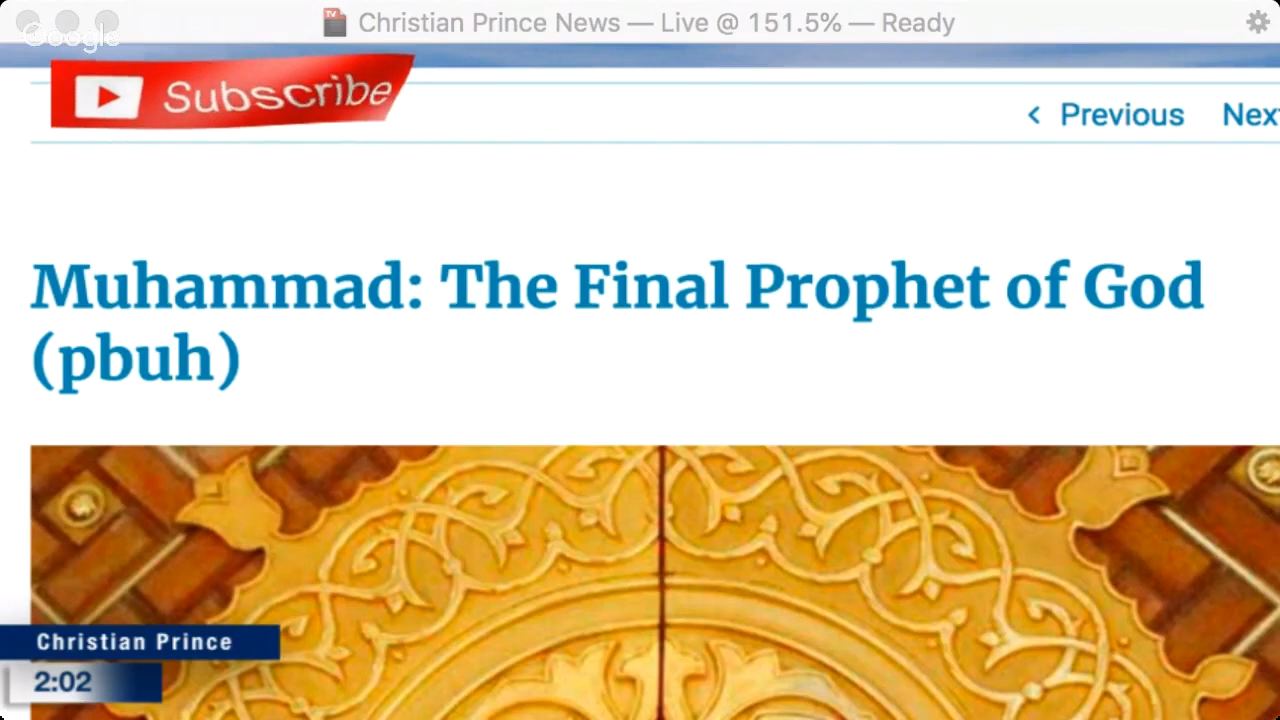 Christian Prince News — Live @ 151.5% — Ready
Google
Subscribe
Previous
Nex
Muhammad: The Final Prophet of God
(pbuh)
Christian Prince
2:02